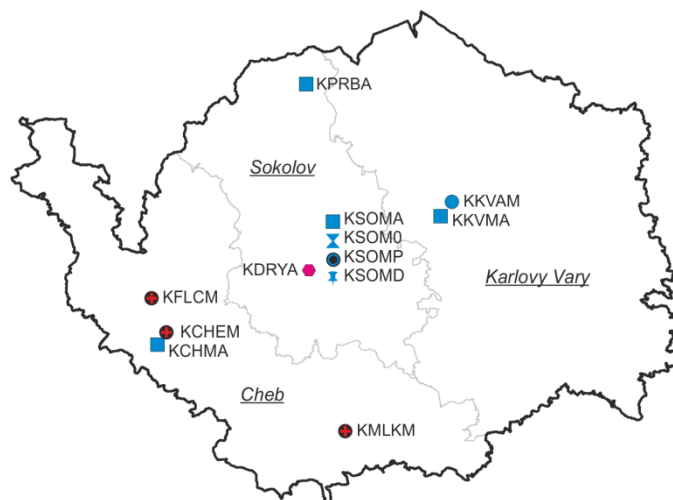 KPRBA
Sokolov
KKVAM
KSOMA
KKVMA
KSOM0
KSOMP
KDRYA
KSOMD
Karlovy Vary
KFLCM
KCHEM
KCHMA
Cheb
KMLKM